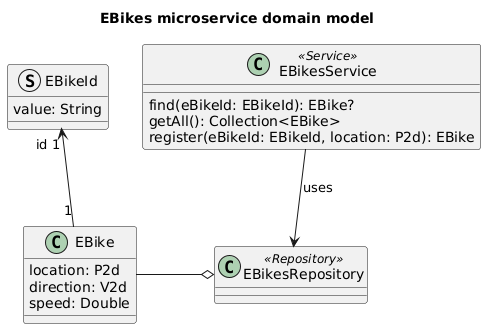 EBikes microservice domain model
S EBikeId
value: String
C «Service»
EBikesService
find(eBikeId: EBikeId): EBike?
getAll(): Collection<EBike>
register(eBikeId: EBikeId, location: P2d): EBike
id 1
1
uses
C EBike
location: P2d
direction: V2d
speed: Double
C «Repository»
EBikesRepository